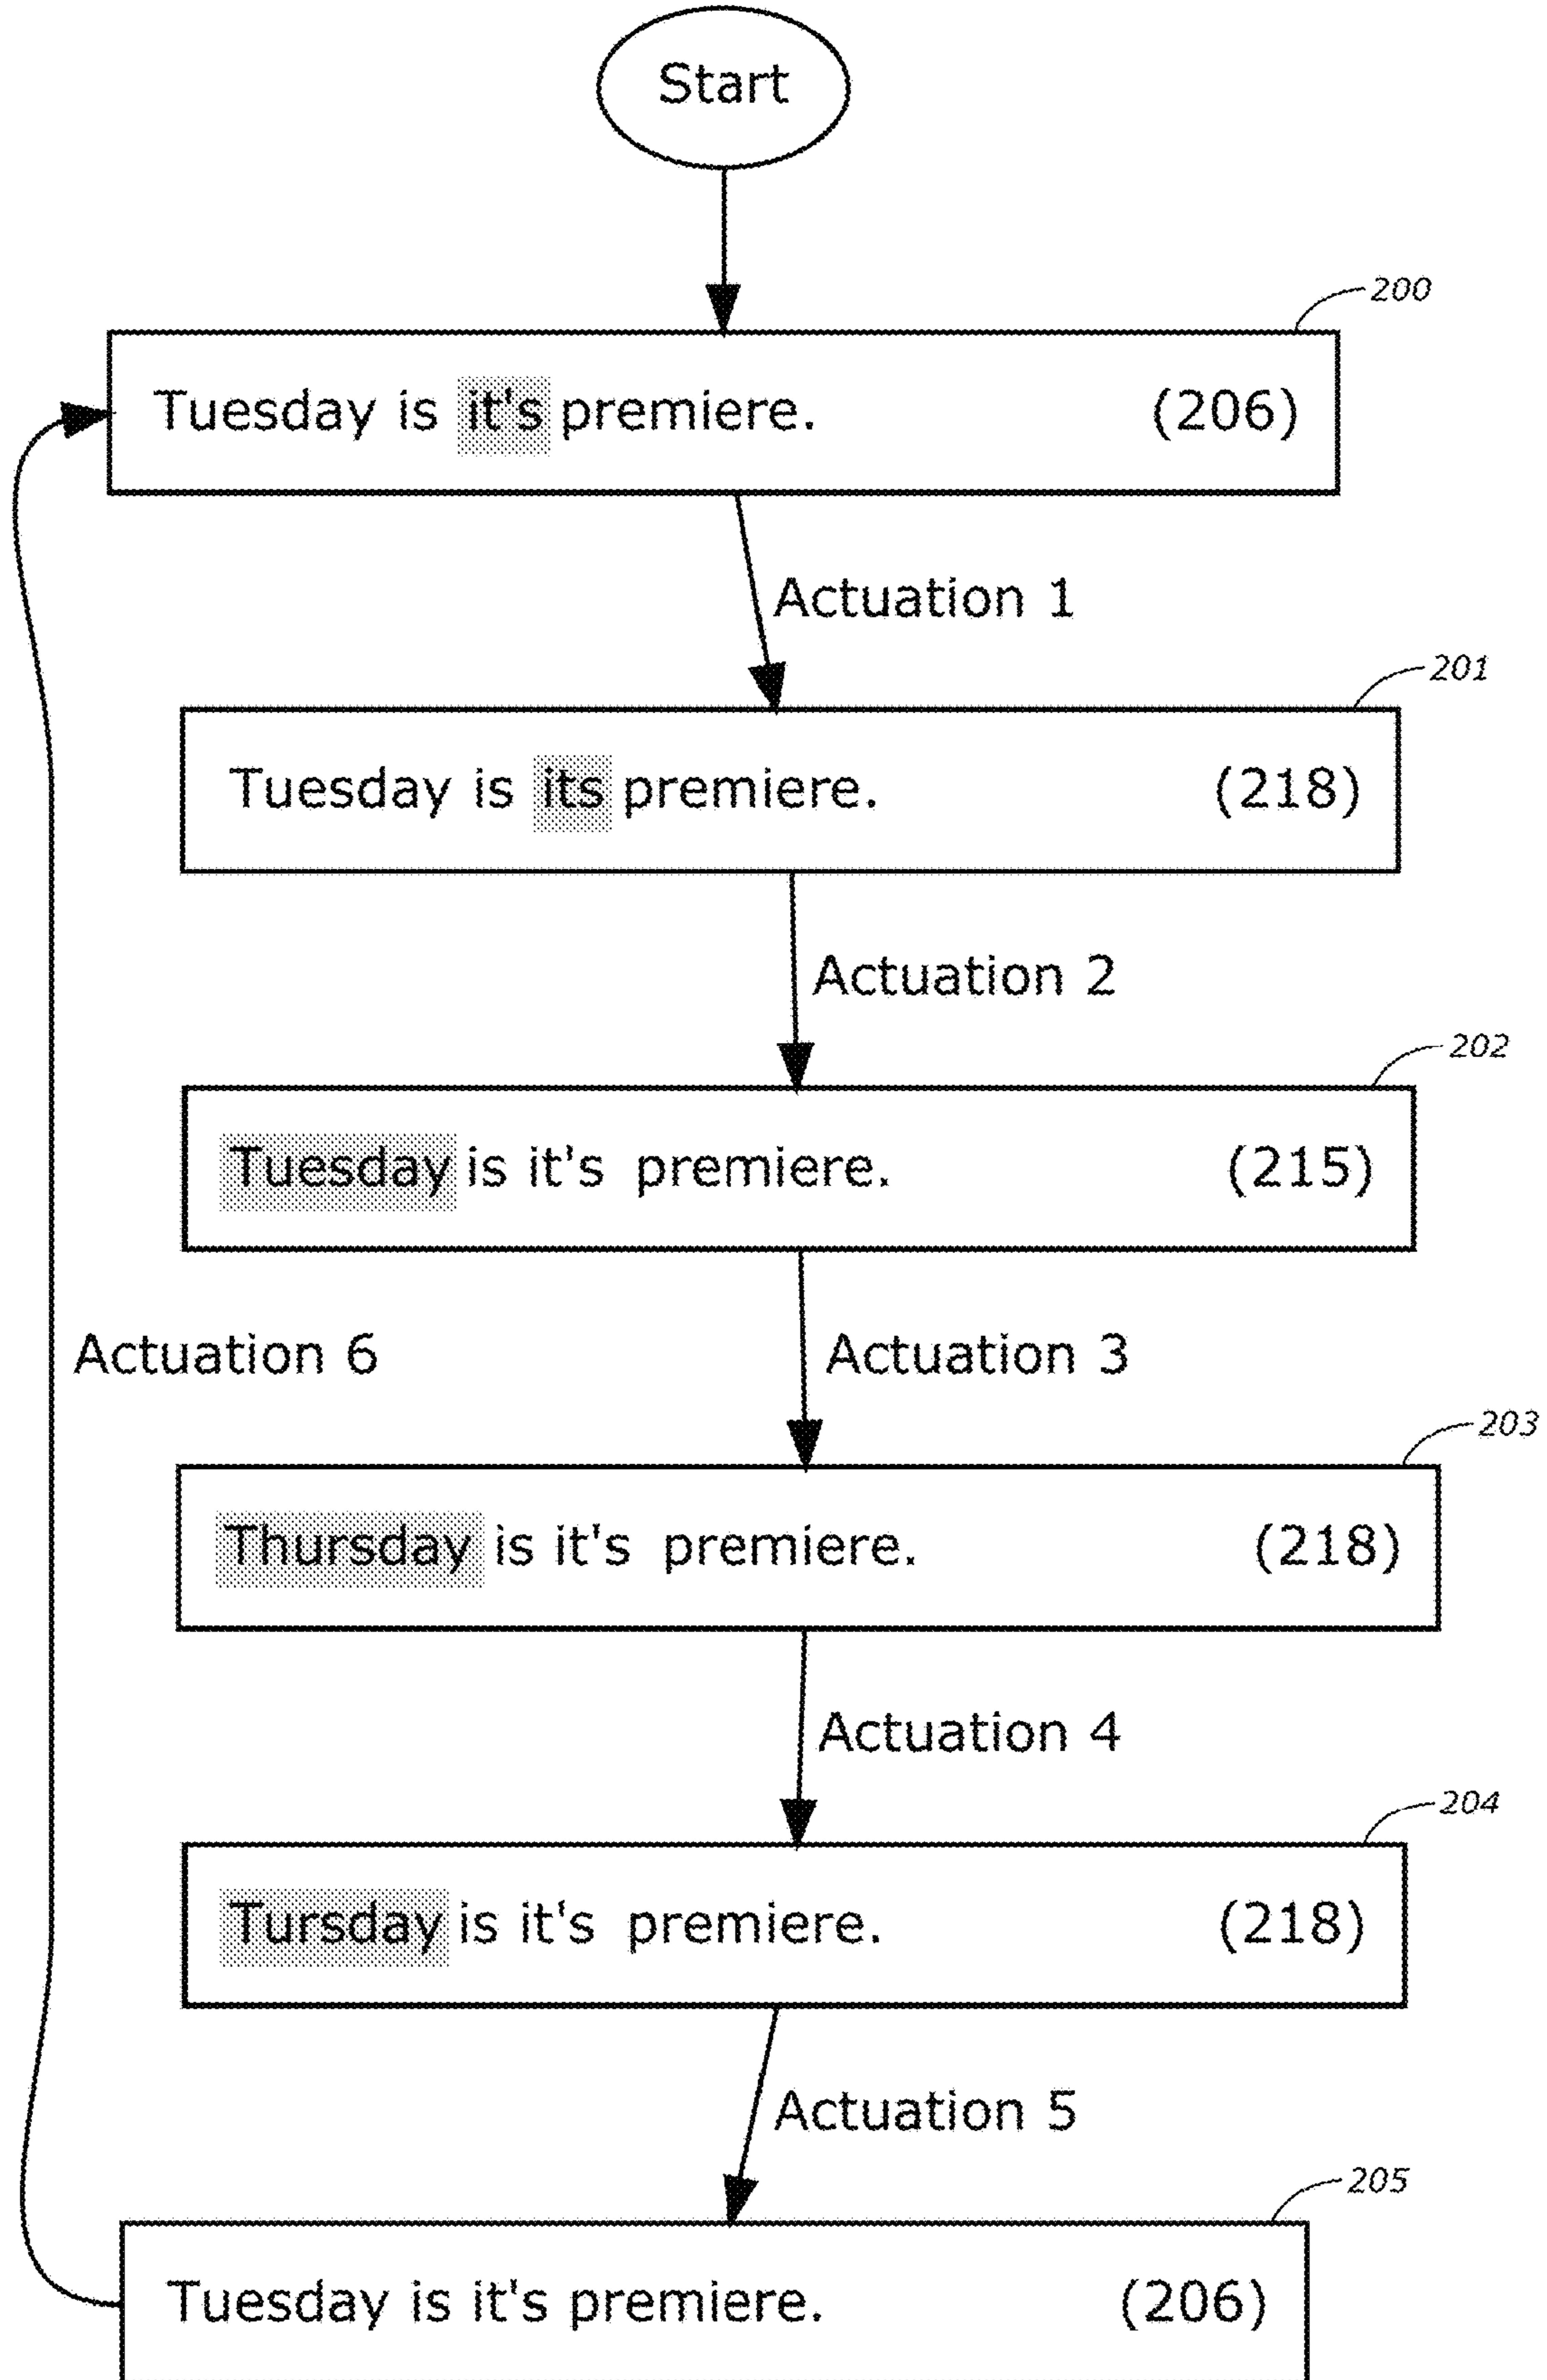 Start
200
Tuesday is it's premiere. (206)
Actuation 1
201
Tuesday is its premiere. (218)
Actuation 2
202
Tuesday is it's premiere. (215)
Actuation 6 Actuation 3
203
Thursday is it's premiere. (218)
Actuation 4
204
Tursday is it's premiere. (218)
Actuation 5
205
Tuesday is it's premiere. (206)